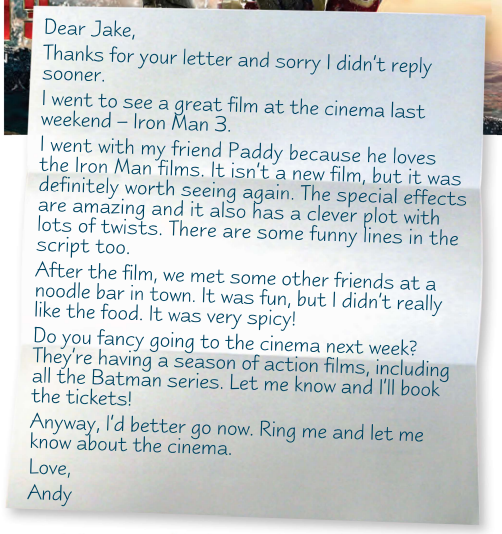 Dear Jake,
Thanks for your letter and sorry I didn't reply
sooner.
I went to see a great film at the cinema last
weekend – Iron Man 3.
I went with my friend Paddy because he loves
the Iron Man films. It isn't a new film, but it was
definitely worth seeing again. The special effects
are amazing and it also has a clever plot with
lots of twists. There are some funny lines in the
script too.
After the film, we met some other friends at a
noodle bar in town. It was fun, but I didn't really
like the food. It was very spicy!
Do you fancy going to the cinema next week?
They're having a season of action films, including
all the Batman series. Let me know and I'll book
the tickets!
Anyway, I'd better go now. Ring me and let me
know about the cinema.
Love,
Andy